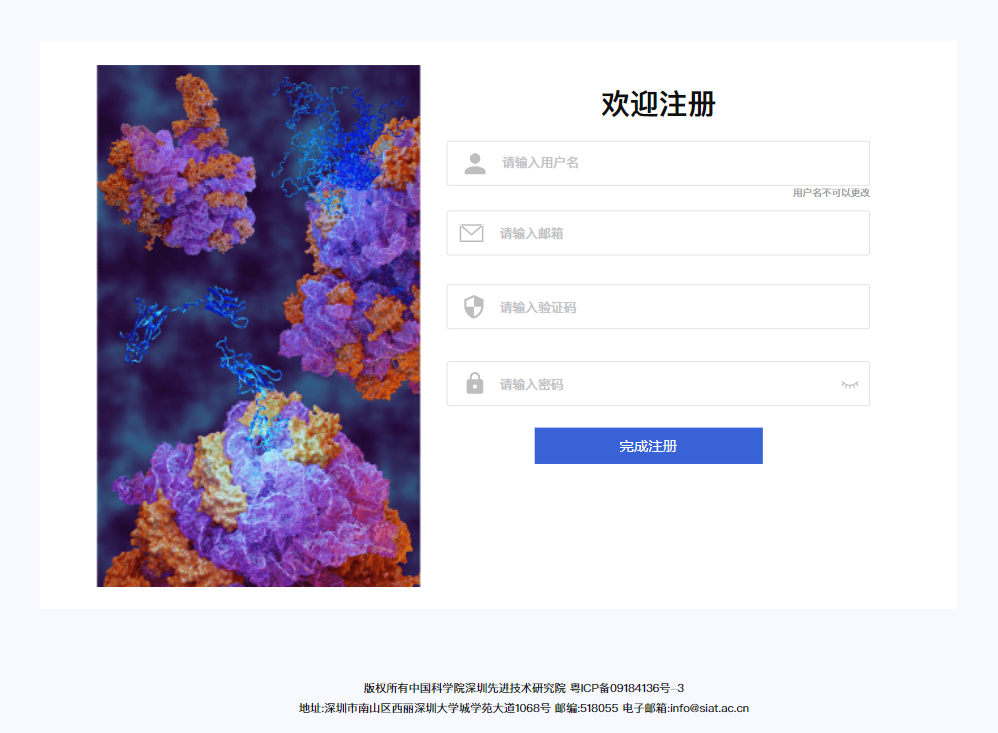 欢迎注册
请输入用户名
用户名不可以更改
请输入邮箱
请输入验证码
请输入密码
完成注册
版权所有中国科学院深圳先进技术研究院 粤ICP备09184136号-3
地址:深圳市南山区西丽深圳大学城学苑大道1068号 邮编:518055 电子邮箱:info@siat.ac.cn